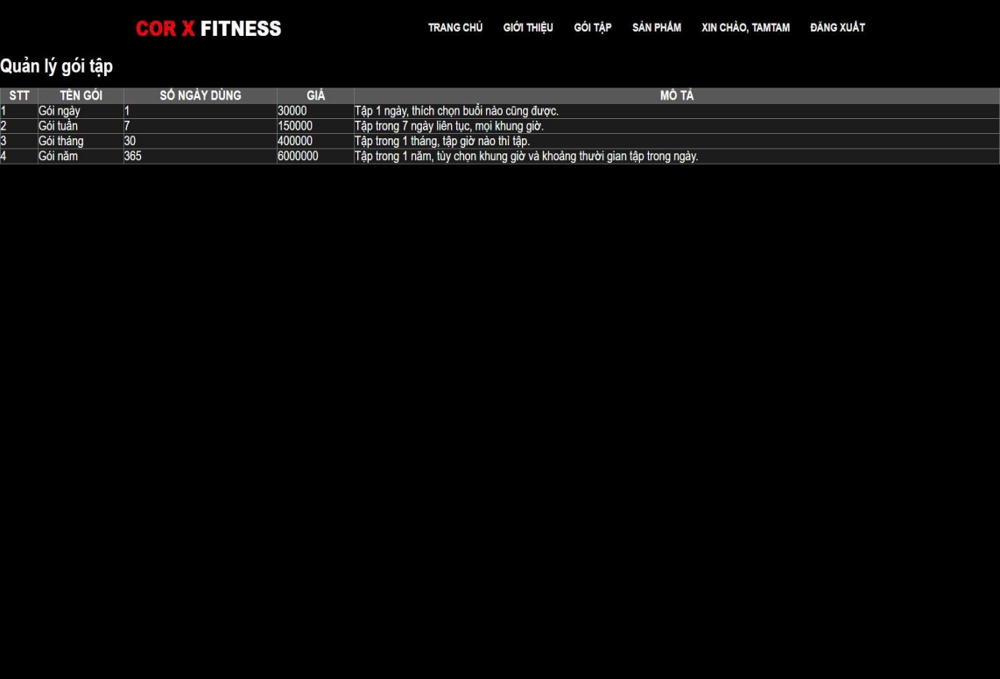 COR X FITNESS TRANG CHỦ GIỚI THIỆU GÓI TẬP SẢN PHẨM XIN CHÀO, TAMTAM ĐĂNG XUẤT
Quản lý gói tập
STT TÊN GÓI SỐ NGÀY DÙNG GIÁ MÔ TẢ
1 Gói ngày 1 30000 Tập 1 ngày, thích chọn buổi nào cũng được.
2 Gói tuần 7 150000 Tập trong 7 ngày liên tục, mọi khung giờ.
3 Gói tháng 30 400000 Tập trong 1 tháng, tập giờ nào thì tập.
4 Gói năm 365 6000000 Tập trong 1 năm, tùy chọn khung giờ và khoảng thười gian tập trong ngày.